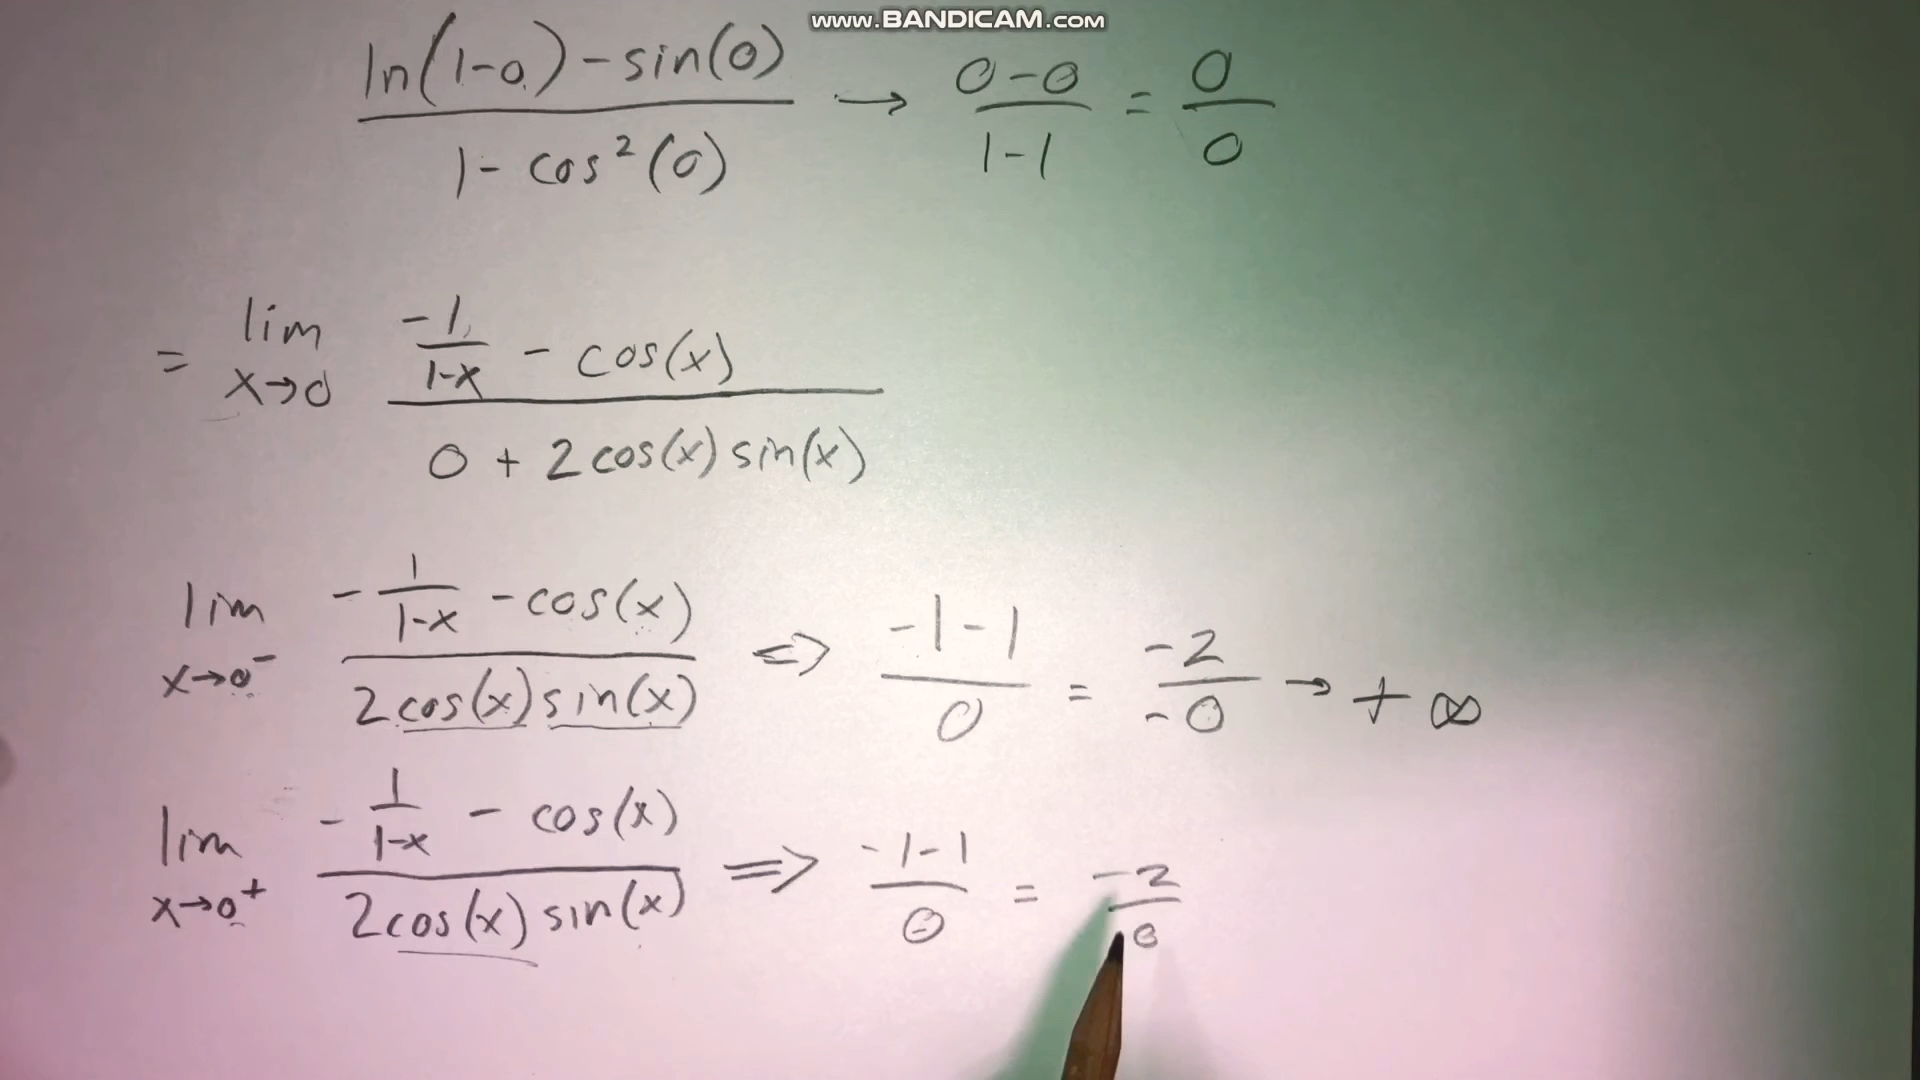 www.BANDICAM.com
ln(1-0)-sin(0) / 1-cos²(0) → 0-0 / 1-1 = 0/0
= lim x→0 -1/1-x - cos(x) / 0 + 2cos(x) sin(x)
lim x→0⁻ -1/1-x - cos(x) / 2cos(x) sin(x) <=> -1-1 / 0 = -2 / -0 → +∞
lim x→0⁺ -1/1-x - cos(x) / 2cos(x) sin(x) => -1-1 / 0 = -2 / 0